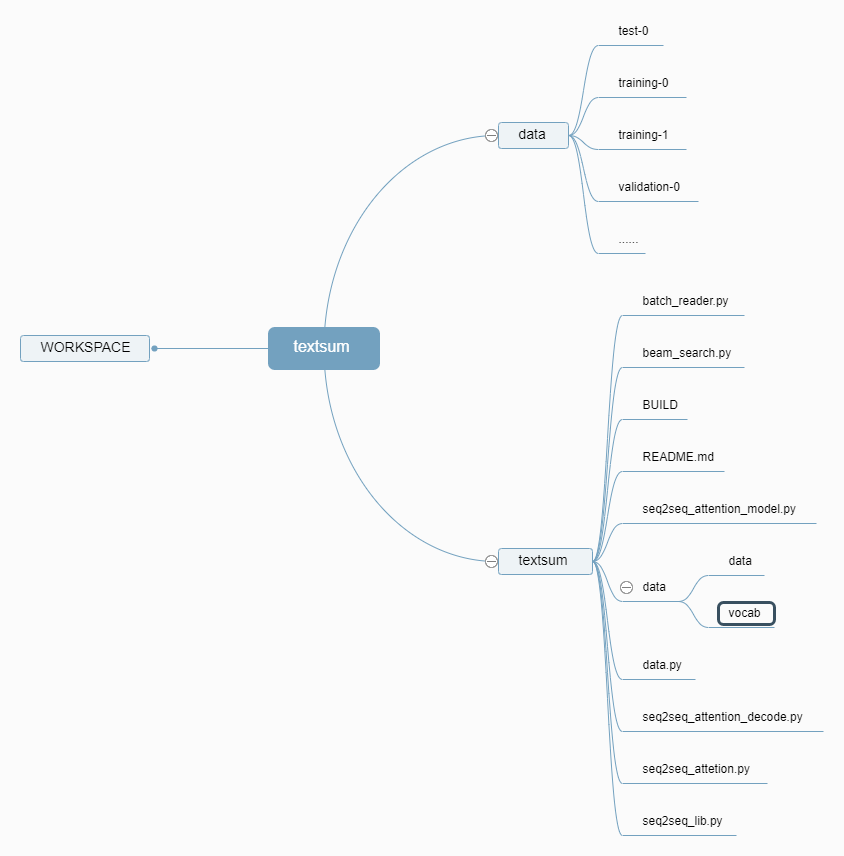 WORKSPACE
textsum
data
test-0
training-0
training-1
validation-0
......
textsum
batch_reader.py
beam_search.py
BUILD
README.md
seq2seq_attention_model.py
data
data
vocab
data.py
seq2seq_attention_decode.py
seq2seq_attetion.py
seq2seq_lib.py